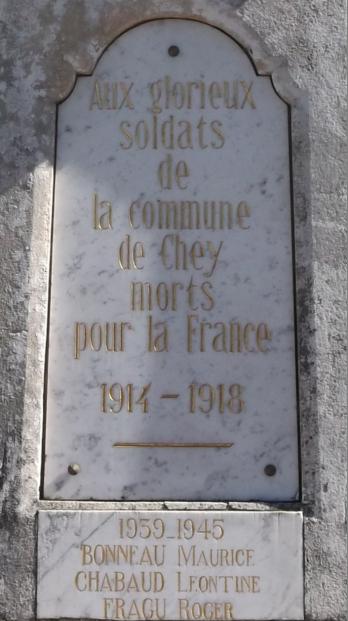 Aux glorieux
soldats
de
la commune
de Chey
morts
pour la France
1914 - 1918
1939_1945
BONNEAU MAURICE
CHABAUD LEONTINE
FRAGU ROGER